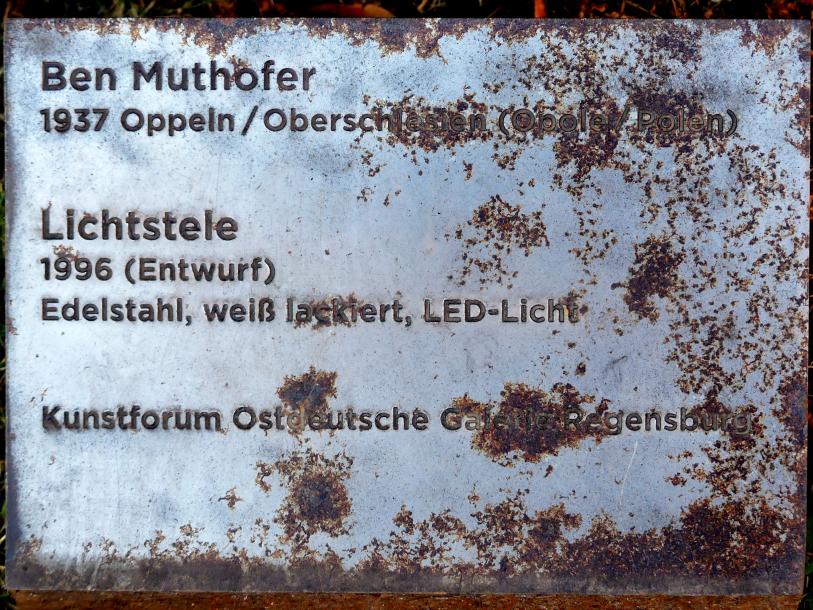 Ben Muthofer
1937 Oppeln / Oberschlesien (Opole / Polen)
Lichtstele
1996 (Entwurf)
Edelstahl, weiß lackiert, LED-Licht
Kunstforum Ostdeutsche Galerie Regensburg